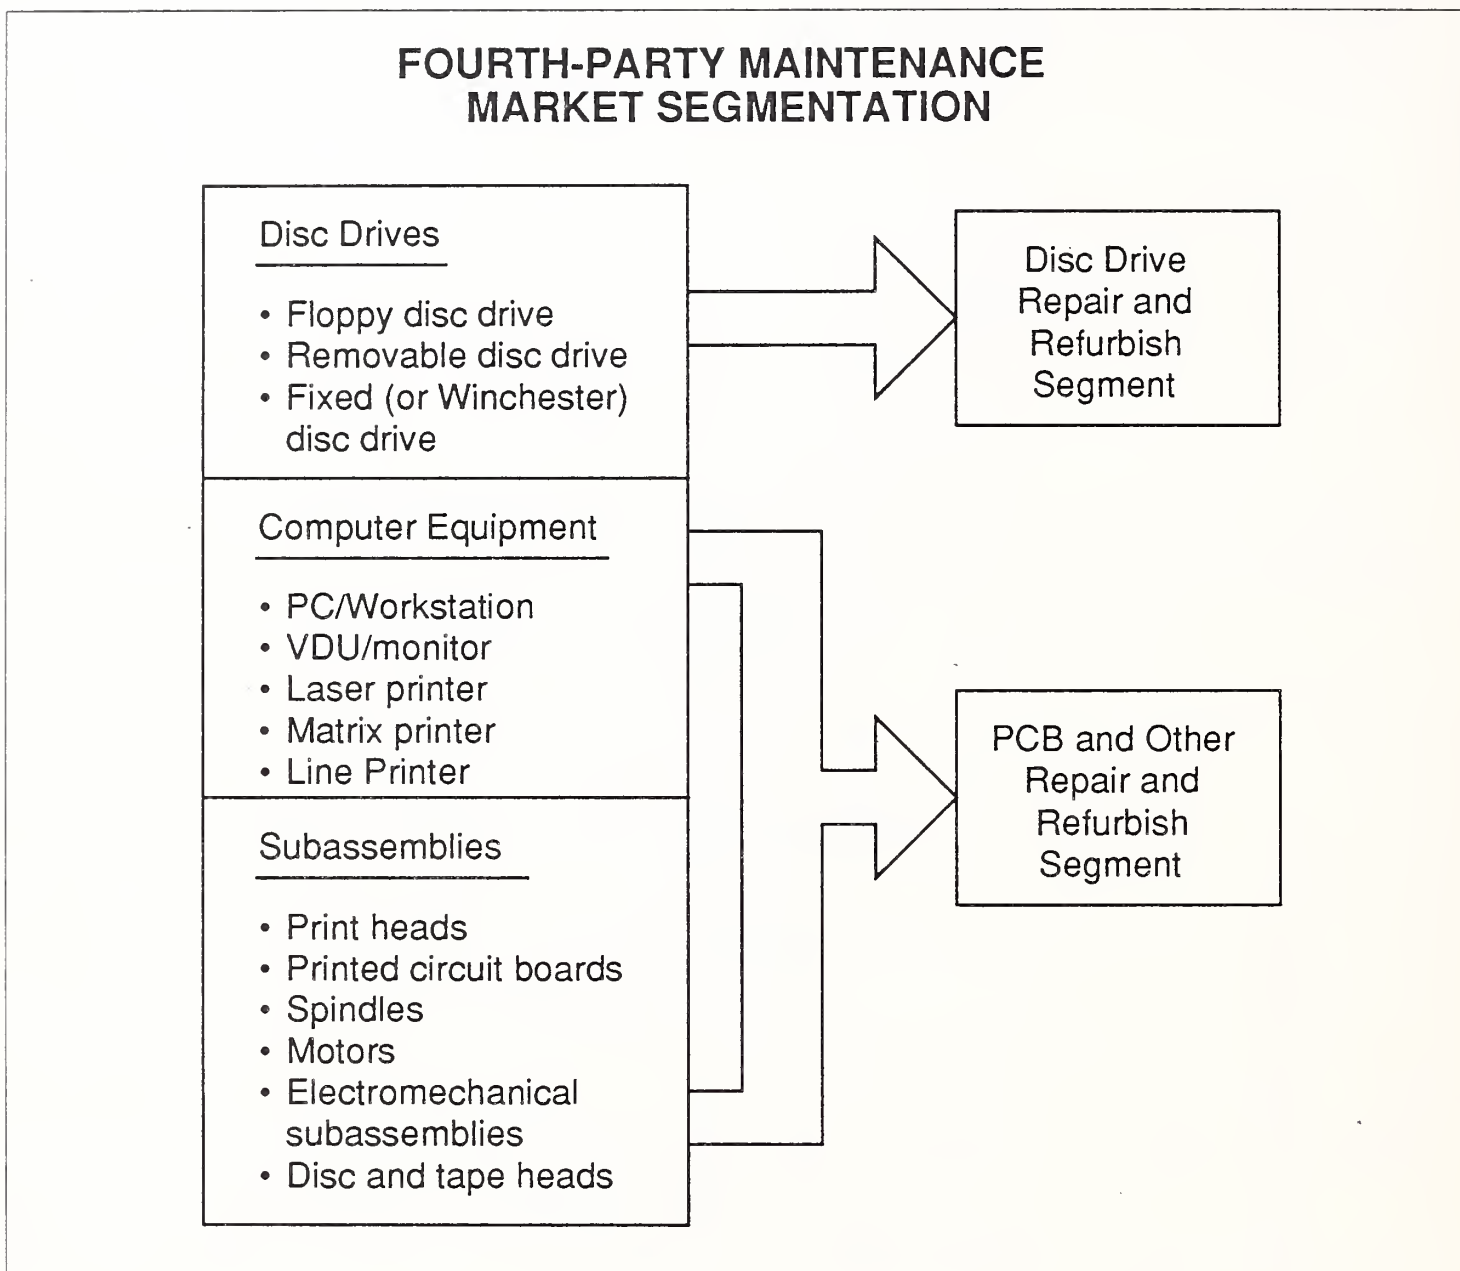 FOURTH-PARTY MAINTENANCE
MARKET SEGMENTATION
Disc Drives
• Floppy disc drive
• Removable disc drive
• Fixed (or Winchester)
disc drive
Disc Drive
Repair and
Refurbish
Segment
Computer Equipment
• PC/Workstation
• VDU/monitor
• Laser printer
• Matrix printer
• Line Printer
PCB and Other
Repair and
Refurbish
Segment
Subassemblies
• Print heads
• Printed circuit boards
• Spindles
• Motors
• Electromechanical
subassemblies
• Disc and tape heads